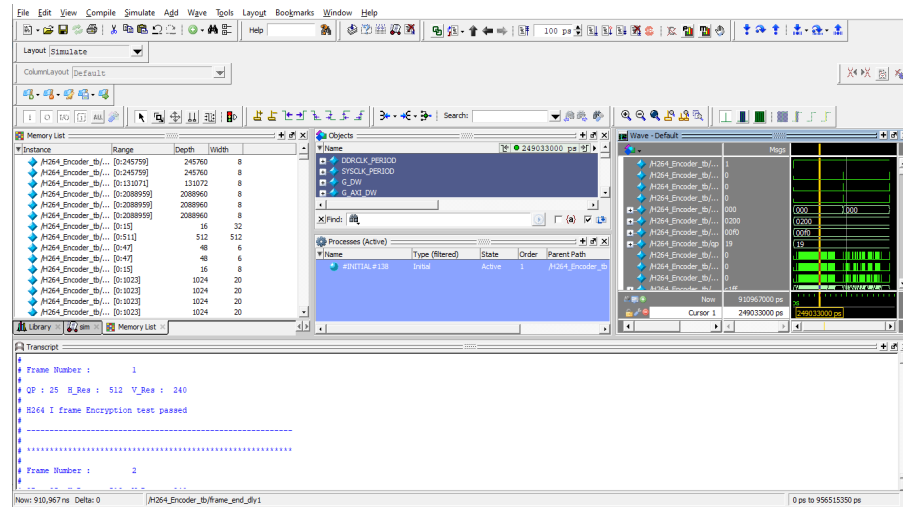 File Edit View Compile Simulate Add Wave Tools Layout Bookmarks Window Help
Help
100 ps
Layout Simulate
ColumnLayout Default
ALL
Search:
Memory List
Instance Range Depth Width
/H264_Encoder_tb/... [0:245759] 245760 8
/H264_Encoder_tb/... [0:245759] 245760 8
/H264_Encoder_tb/... [0:131071] 131072 8
/H264_Encoder_tb/... [0:2088959] 2088960 8
/H264_Encoder_tb/... [0:2088959] 2088960 8
/H264_Encoder_tb/... [0:2088959] 2088960 8
/H264_Encoder_tb/... [0:15] 16 32
/H264_Encoder_tb/... [0:511] 512 512
/H264_Encoder_tb/... [0:47] 48 6
/H264_Encoder_tb/... [0:47] 48 6
/H264_Encoder_tb/... [0:15] 16 8
/H264_Encoder_tb/... [0:1023] 1024 20
/H264_Encoder_tb/... [0:1023] 1024 20
/H264_Encoder_tb/... [0:1023] 1024 20
/H264_Encoder_tb/... [0:1023] 1024 20
Library sim Memory List
Objects
Name 249033000 ps
DDRCLK_PERIOD
SYSCLK_PERIOD
G_DW
G_AXI_DW
Find: {a}
Processes (Active)
Name Type (filtered) State Order Parent Path
#INITIAL#138 Initial Active 1 /H264_Encoder_tb
Wave - Default
Msgs
/H264_Encoder_tb/... 1
/H264_Encoder_tb/... 0
/H264_Encoder_tb/... 0
/H264_Encoder_tb/... 000 (000 000
/H264_Encoder_tb/... 0200 (0200
/H264_Encoder_tb/... 00f0 (00f0
/H264_Encoder_tb/qp 19 (19
/H264_Encoder_tb/... 0
/H264_Encoder_tb/... 0
Now 910967000 ps ps
Cursor 1 249033000 ps 249033000 ps
Transcript
#
# Frame Number : 1
#
# QP : 25 H_Res : 512 V_Res : 240
#
# H264 I frame Encryption test passed
#
# ----------------------------------------------------------
#
# **********************************************************
#
# Frame Number : 2
#
Now: 910,967 ns Delta: 0 /H264_Encoder_tb/frame_end_dly1 0 ps to 956515350 ps